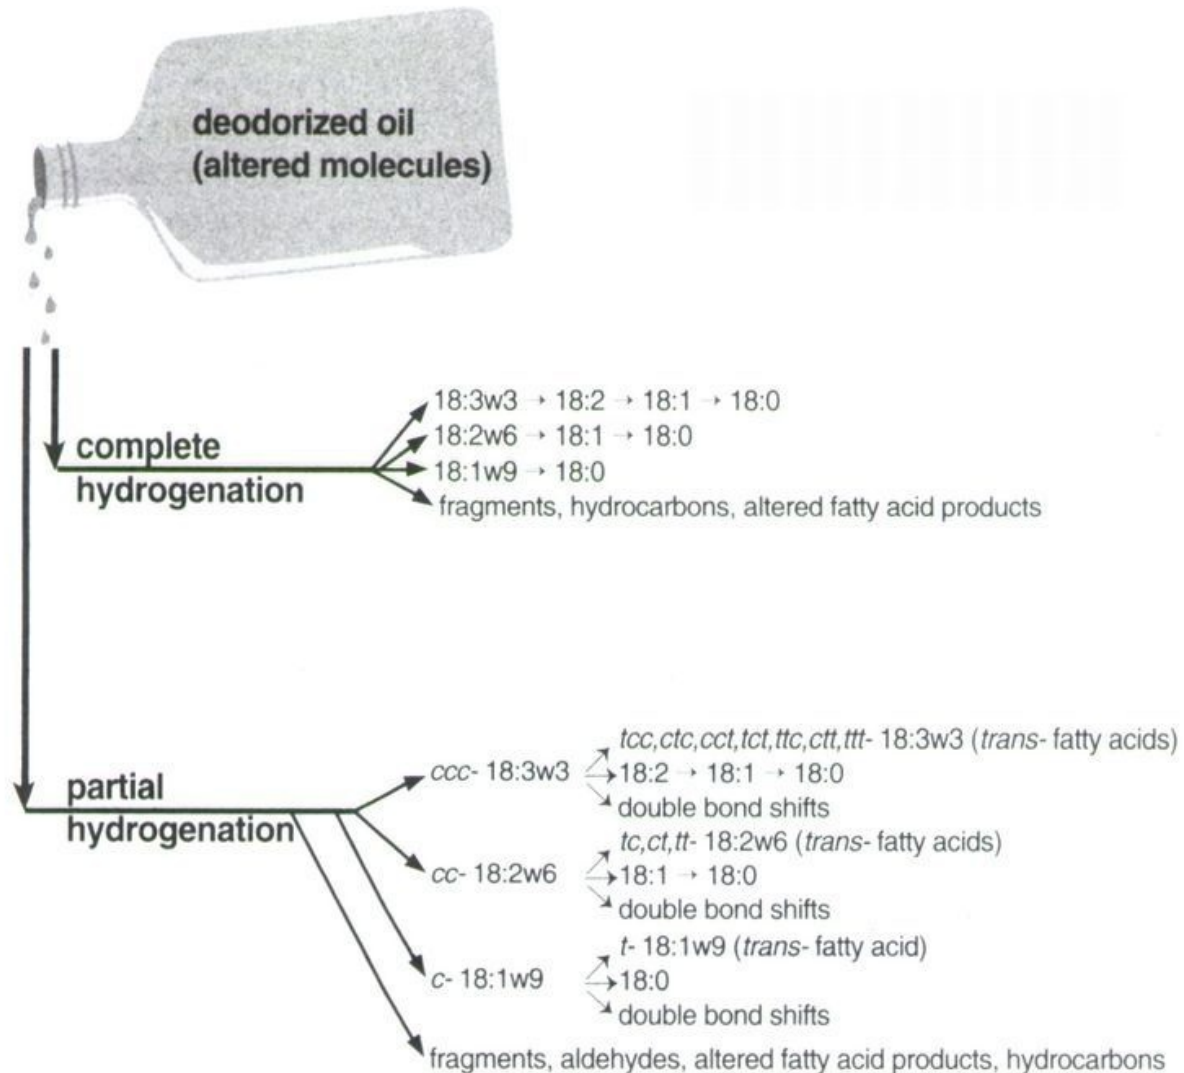 deodorized oil
(altered molecules)
complete
hydrogenation
18:3w3 → 18:2 → 18:1 → 18:0
18:2w6 → 18:1 → 18:0
18:1w9 → 18:0
fragments, hydrocarbons, altered fatty acid products
partial
hydrogenation
ccc- 18:3w3
tcc,ctc,cct,tct,ttc,ctt,ttt- 18:3w3 (trans- fatty acids)
18:2 → 18:1 → 18:0
double bond shifts
cc- 18:2w6
tc,ct,tt- 18:2w6 (trans- fatty acids)
18:1 → 18:0
double bond shifts
c- 18:1w9
t- 18:1w9 (trans- fatty acid)
18:0
double bond shifts
fragments, aldehydes, altered fatty acid products, hydrocarbons